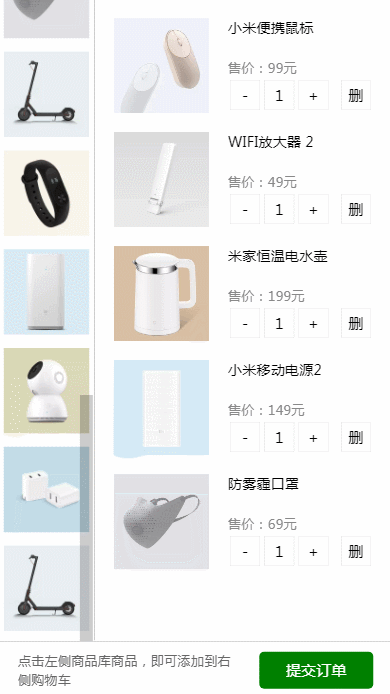 小米便携鼠标
售价：99元
- 1 + 删
WIFI放大器 2
售价：49元
- 1 + 删
米家恒温电水壶
售价：199元
- 1 + 删
小米移动电源2
售价：149元
- 1 + 删
防雾霾口罩
售价：69元
- 1 + 删
点击左侧商品库商品，即可添加到右
侧购物车
提交订单